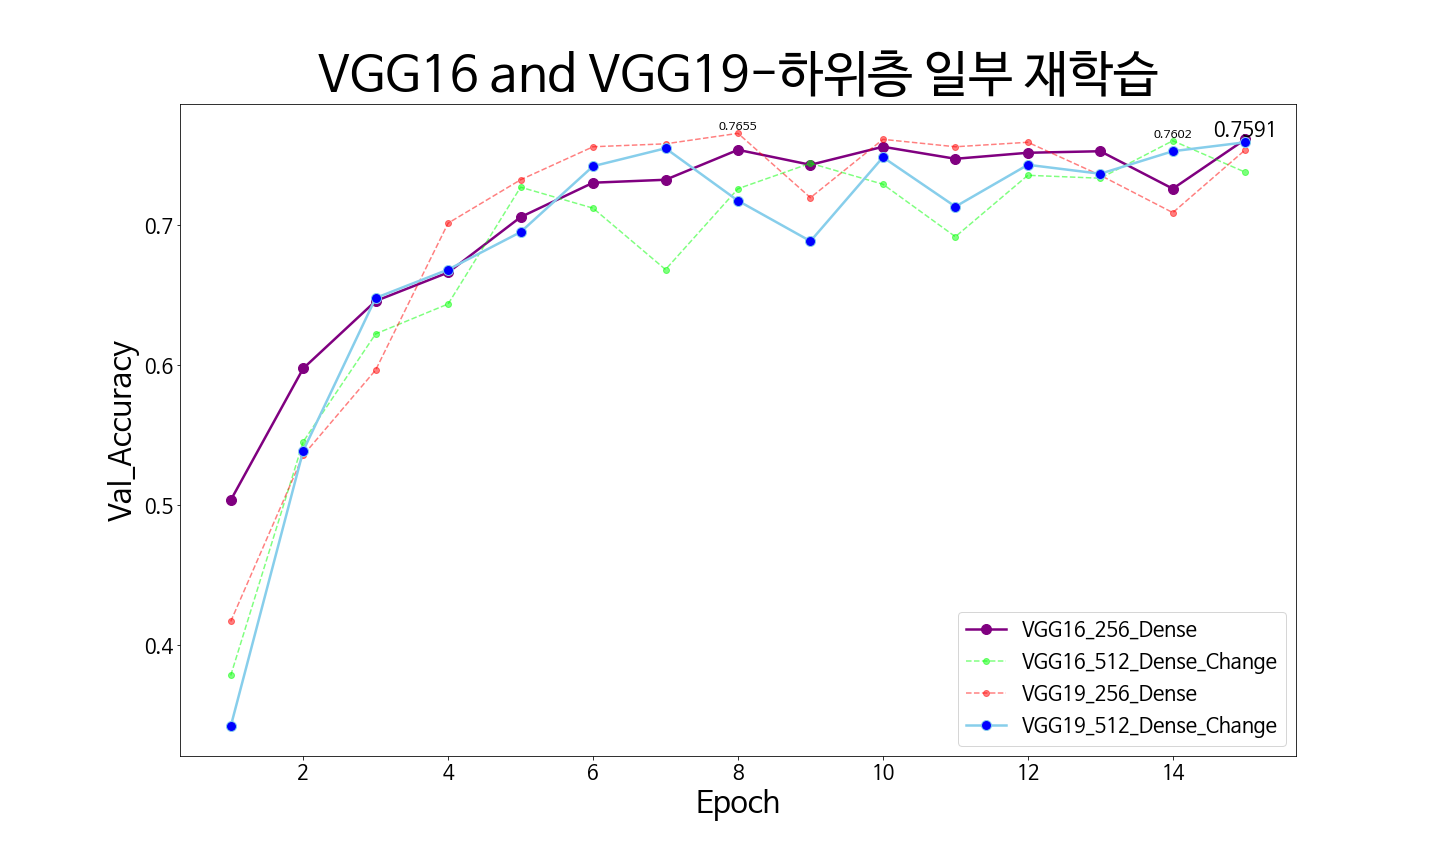 VGG16 and VGG19-하위층 일부 재학습
0.7655
0.7602
0.7591
Val_Accuracy
0.7
0.6
0.5
0.4
2 4 6 8 10 12 14
Epoch
VGG16_256_Dense
VGG16_512_Dense_Change
VGG19_256_Dense
VGG19_512_Dense_Change